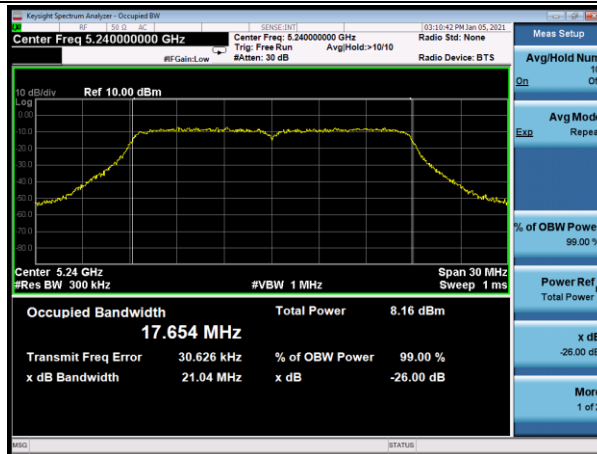 Keysight Spectrum Analyzer - Occupied BW
RF 50 Ω AC SENSE:INT 03:10:42 PM Jan 05, 2021
Center Freq 5.240000000 GHz
Center Freq: 5.240000000 GHz
Radio Std: None
Trig: Free Run Avg|Hold:>10/10
#IFGain:Low #Atten: 30 dB Radio Device: BTS
10 dB/div Ref 10.00 dBm
Log
0.00
-10.0
-20.0
-30.0
-40.0
-50.0
-60.0
-70.0
-80.0
Center 5.24 GHz Span 30 MHz
#Res BW 300 kHz #VBW 1 MHz Sweep 1 ms
Occupied Bandwidth Total Power 8.16 dBm
17.654 MHz
Transmit Freq Error 30.626 kHz % of OBW Power 99.00 %
x dB Bandwidth 21.04 MHz x dB -26.00 dB
MSG STATUS
Meas Setup
Avg/Hold Num
10
On Of
Avg Mode
Exp Repea
% of OBW Powe
99.00 %
Power Ref
Total Power
x dB
-26.00 dB
More
1 of 2